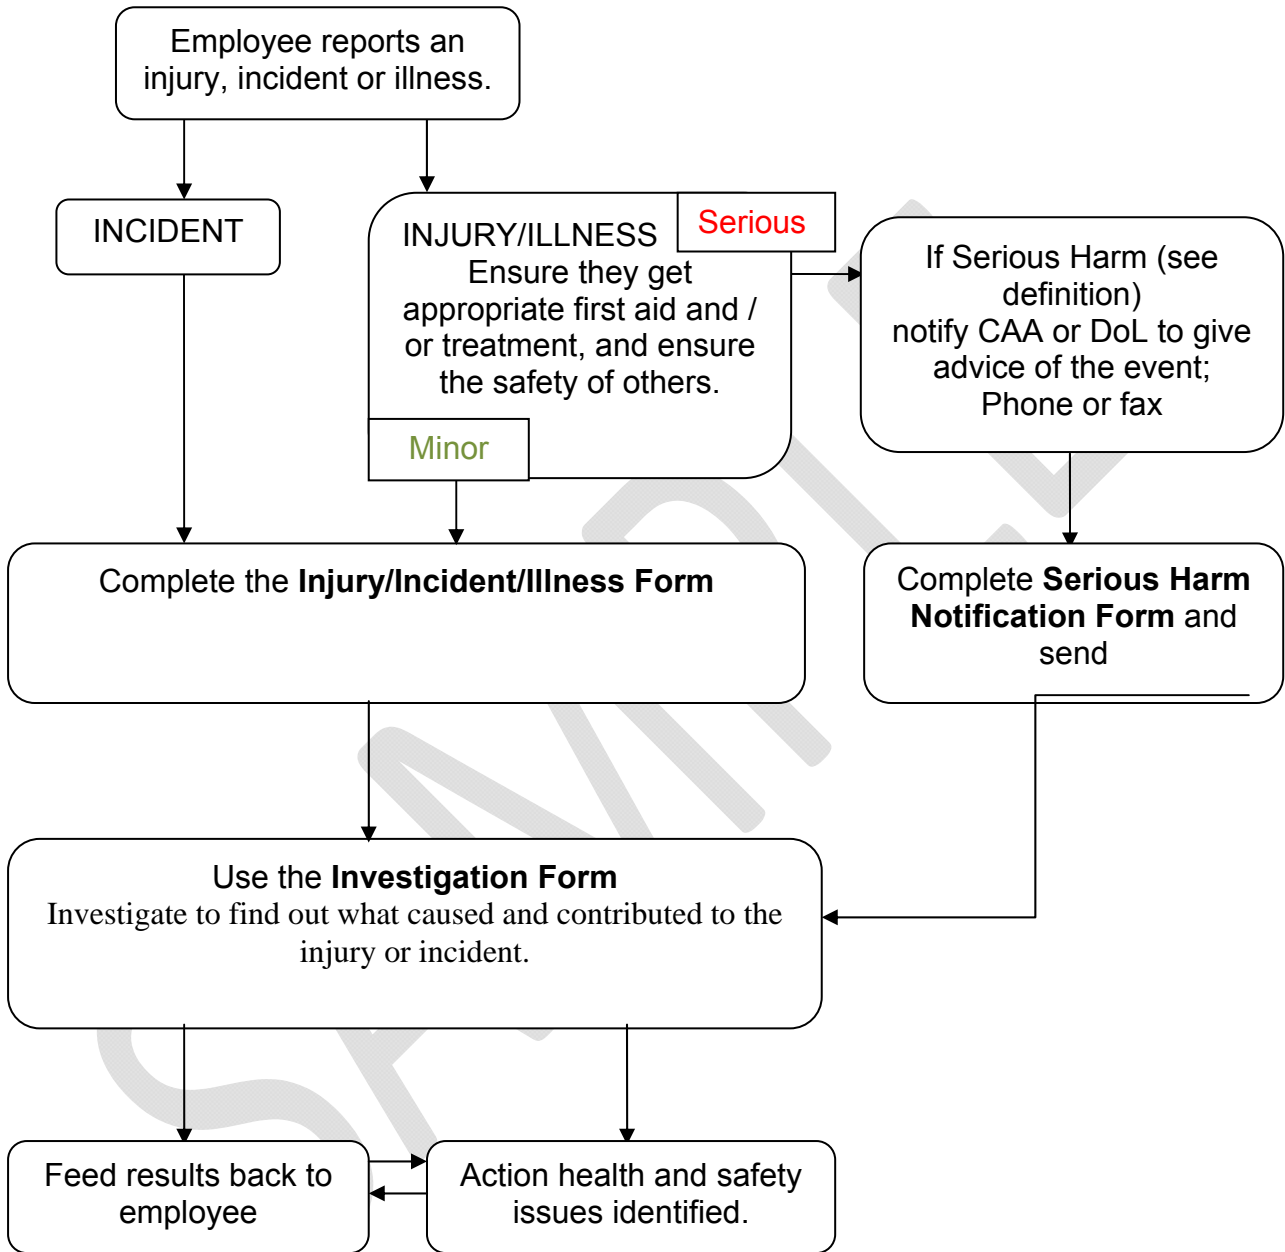 Employee reports an
injury, incident or illness.
INCIDENT
INJURY/ILLNESS
Serious
Ensure they get
appropriate first aid and /
or treatment, and ensure
the safety of others.
Minor
If Serious Harm (see
definition)
notify CAA or DoL to give
advice of the event;
Phone or fax
Complete the Injury/Incident/Illness Form
Complete Serious Harm
Notification Form and
send
Use the Investigation Form
Investigate to find out what caused and contributed to the
injury or incident.
Feed results back to
employee
Action health and safety
issues identified.
SAMPLE